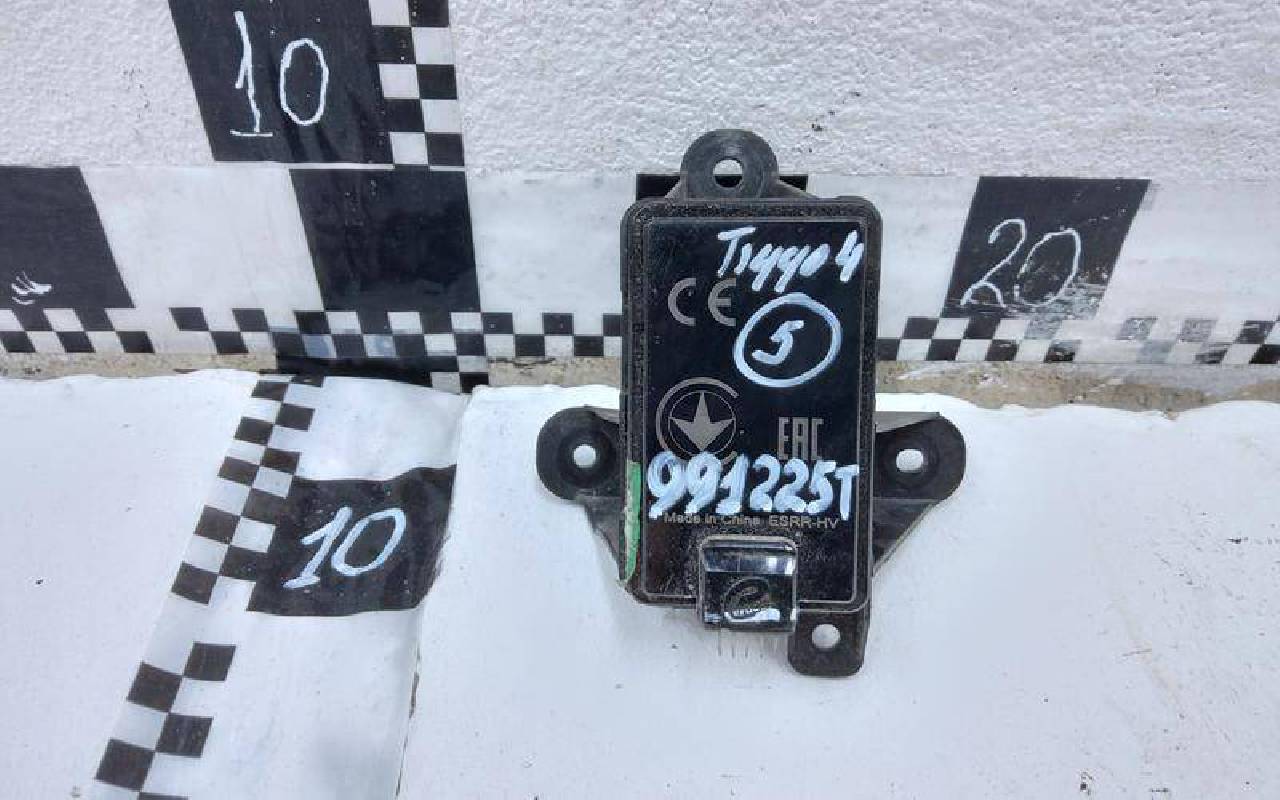 10
20
Tiggo 4
CE
5
EAC
991225T
Made in China ESRR-HV
10